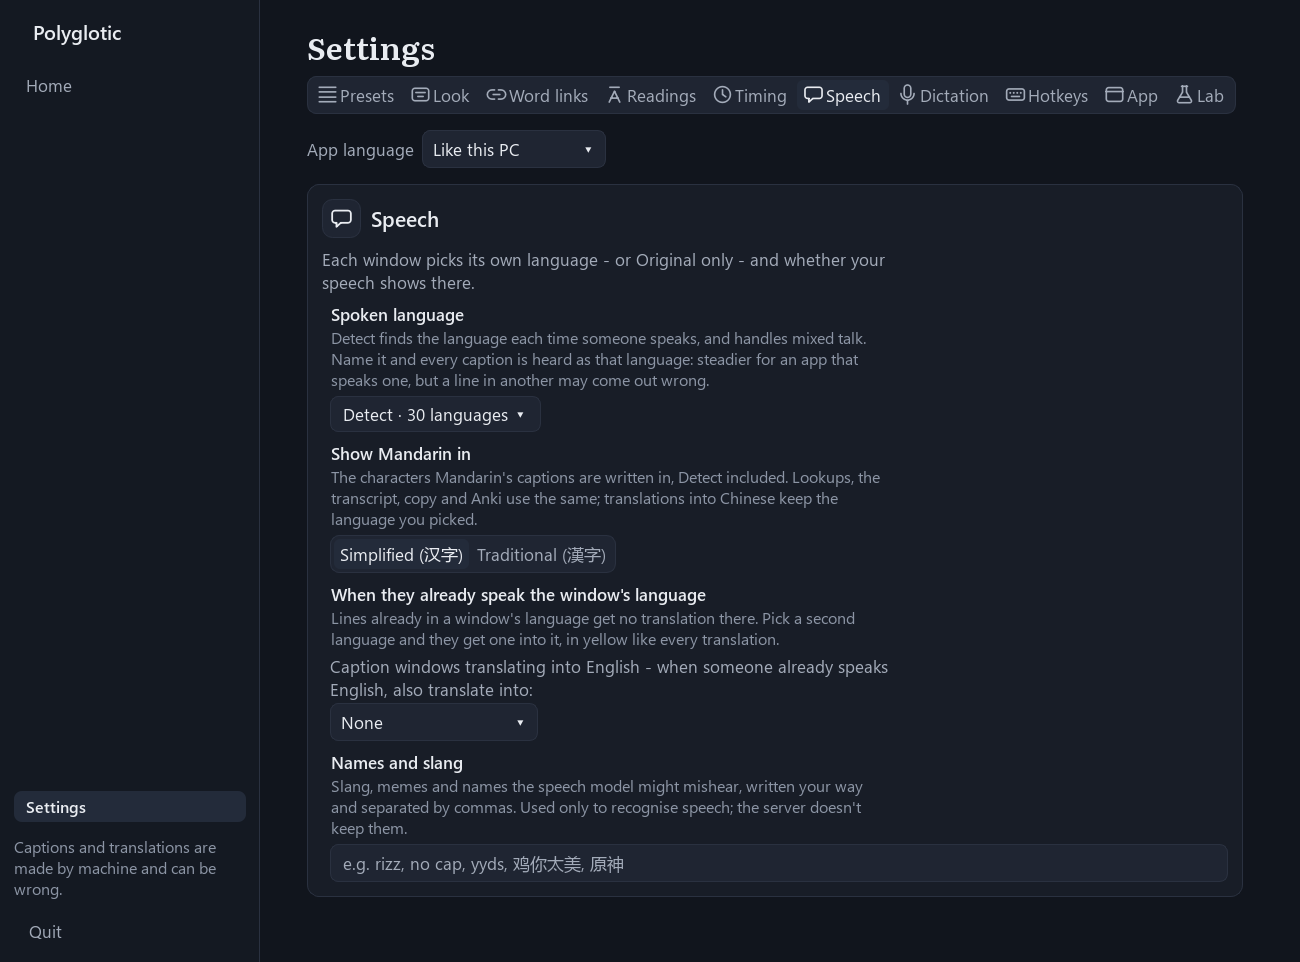 Polyglotic
Home
Settings
Captions and translations are
made by machine and can be
wrong.
Quit
Settings
Presets
Look
Word links
Readings
Timing
Speech
Dictation
Hotkeys
App
Lab
App language
Like this PC
Speech
Each window picks its own language - or Original only - and whether your
speech shows there.
Spoken language
Detect finds the language each time someone speaks, and handles mixed talk.
Name it and every caption is heard as that language: steadier for an app that
speaks one, but a line in another may come out wrong.
Detect · 30 languages
Show Mandarin in
The characters Mandarin's captions are written in, Detect included. Lookups, the
transcript, copy and Anki use the same; translations into Chinese keep the
language you picked.
Simplified (汉字)
Traditional (漢字)
When they already speak the window's language
Lines already in a window's language get no translation there. Pick a second
language and they get one into it, in yellow like every translation.
Caption windows translating into English - when someone already speaks
English, also translate into:
None
Names and slang
Slang, memes and names the speech model might mishear, written your way
and separated by commas. Used only to recognise speech; the server doesn't
keep them.
e.g. rizz, no cap, yyds, 鸡你太美, 原神